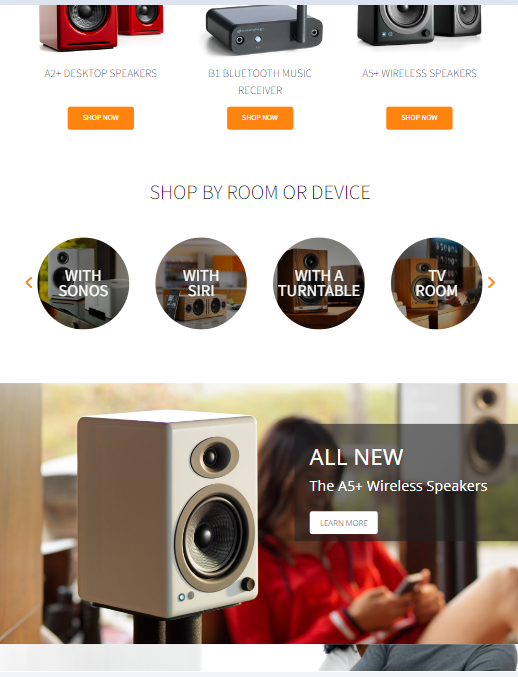 A2+ DESKTOP SPEAKERS
B1 BLUETOOTH MUSIC
RECEIVER
A5+ WIRELESS SPEAKERS
SHOP NOW
SHOP NOW
SHOP NOW
SHOP BY ROOM OR DEVICE
WITH
SONOS
WITH
SIRI
WITH A
TURNTABLE
TV
ROOM
ALL NEW
The A5+ Wireless Speakers
LEARN MORE